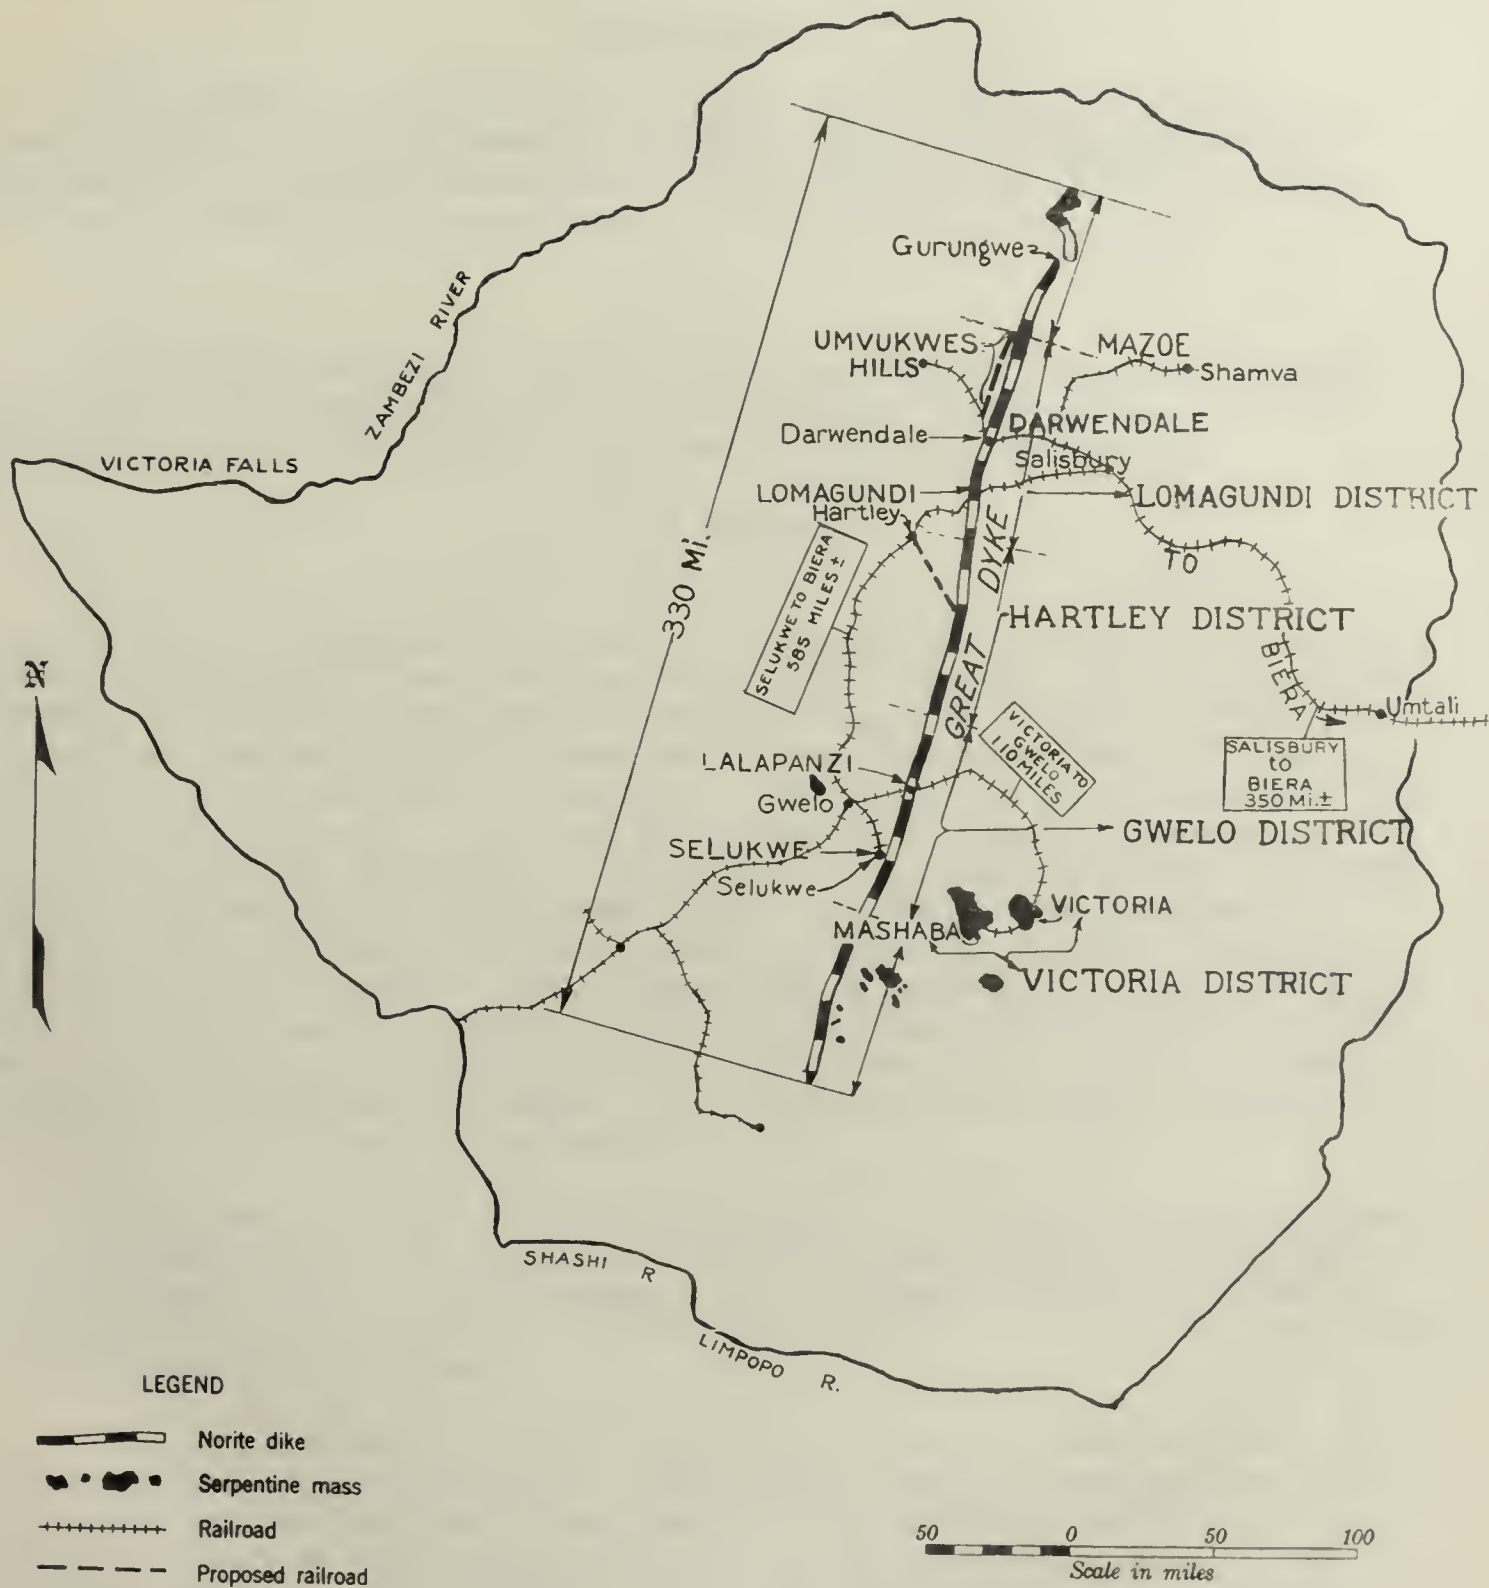 Gurungwe
UMVUKWES
HILLS
MAZOE
Shamva
ZAMBEZI RIVER
VICTORIA FALLS
Darwendale
DARWENDALE
Salisbury
LOMAGUNDI
Hartley
LOMAGUNDI DISTRICT
330 Mi.
SELUKWE TO BIERA
585 MILES ±
GREAT DYKE
TO BIERA
HARTLEY DISTRICT
N
Umtali
SALISBURY
to
BIERA
350 Mi.±
VICTORIA TO
GWELO
110 MILES
LALAPANZI
Gwelo
GWELO DISTRICT
SELUKWE
Selukwe
VICTORIA
MASHABA
VICTORIA DISTRICT
SHASHI R
LIMPOPO R.
LEGEND
Norite dike
Serpentine mass
Railroad
Proposed railroad
50 0 50 100
Scale in miles